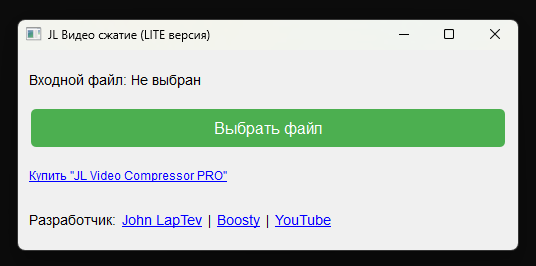 JL Видео сжатие (LITE версия)
Входной файл: Не выбран
Выбрать файл
Купить "JL Video Compressor PRO"
Разработчик: John LapTev | Boosty | YouTube